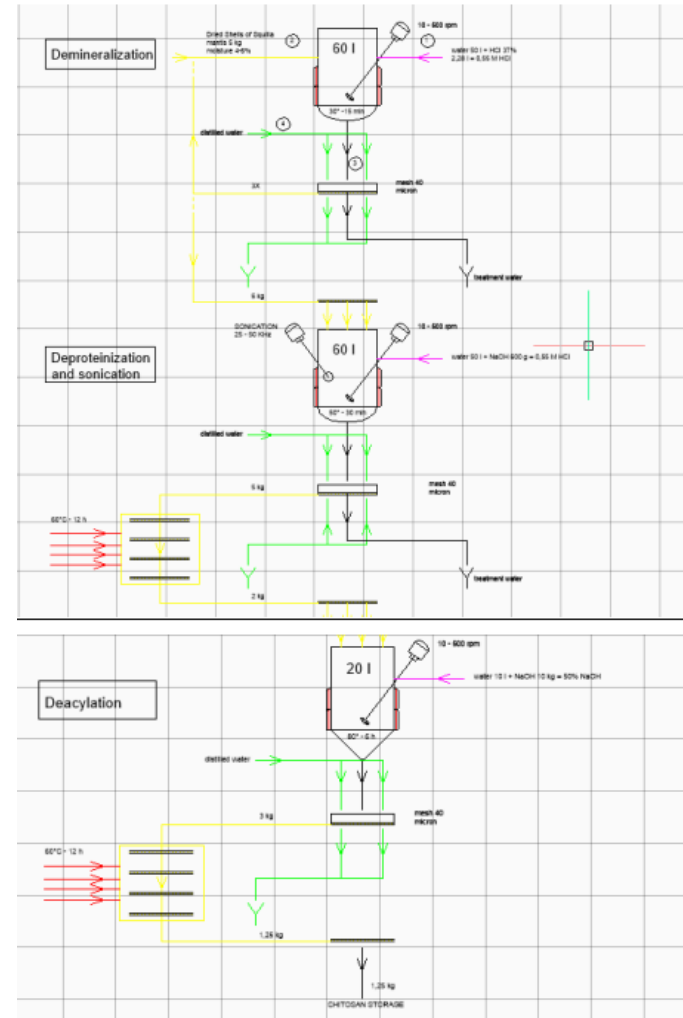 10 - 500 rpm
Dried Shells of Squilla
mantis 5 kg
moisture 4-6%
2
1
Demineralization
60 l
water 50 l + HCl 37%
2,28 l = 0,55 M HCl
30° -15 min
4
distilled water
3
3X
mesh 40
micron
treatment water
5 kg
SONICATION
25 - 50 KHz
10 - 500 rpm
60 l
Deproteinization
and sonication
water 50 l + NaOH 500 g = 0,55 M HCl
50° - 30 min
distilled water
5 kg
mesh 40
micron
60°C - 12 h
treatment water
2 kg
10 - 500 rpm
20 l
water 10 l + NaOH 10 kg = 50% NaOH
Deacylation
80° - 6 h
distilled water
3 kg
mesh 40
micron
60°C - 12 h
1,25 kg
1,25 kg
CHITOSAN STORAGE